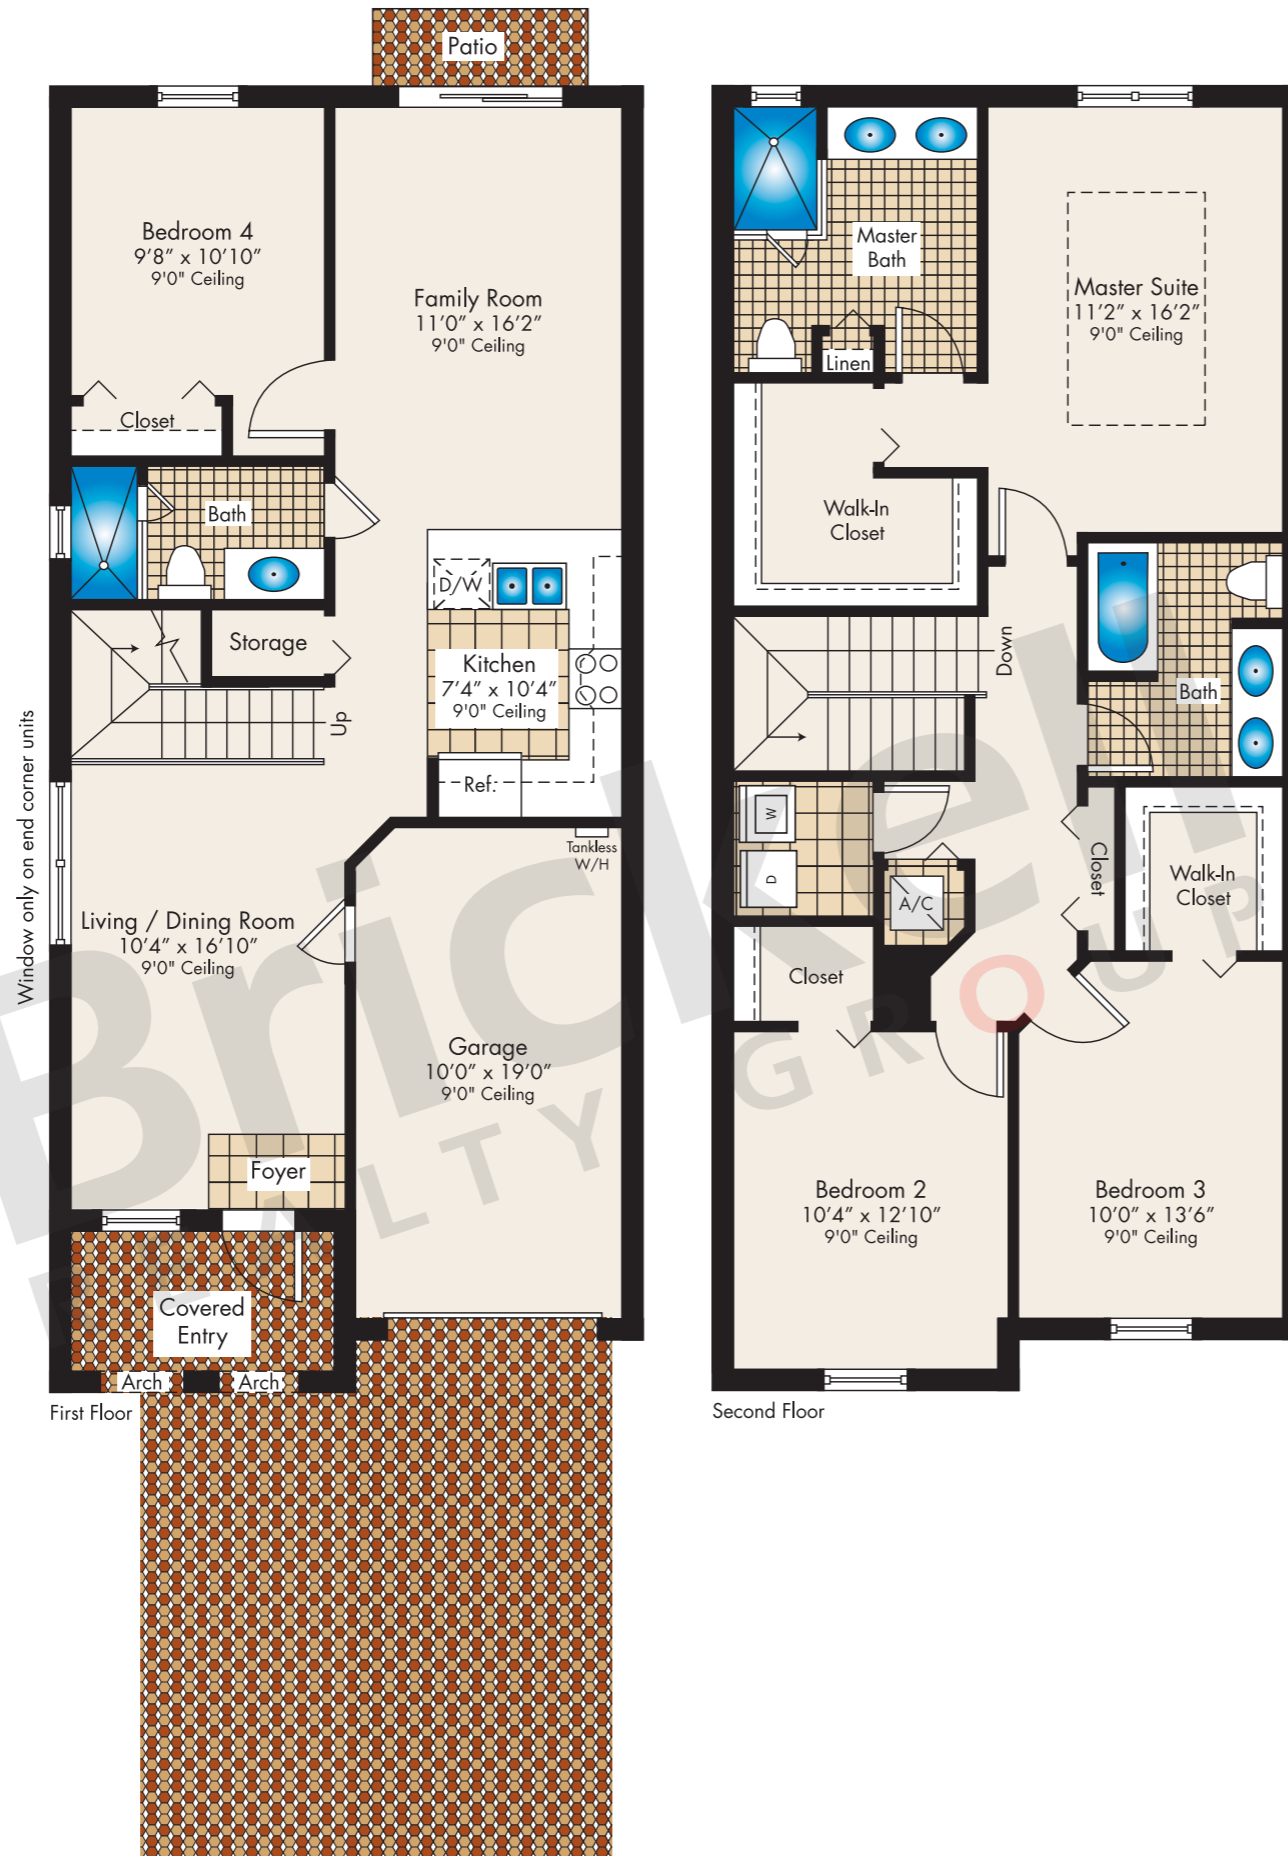 Patio
Bedroom 4
9'8" x 10'10"
9'0" Ceiling
Family Room
11'0" x 16'2"
9'0" Ceiling
Closet
Bath
D/W
Storage
Kitchen
7'4" x 10'4"
9'0" Ceiling
Up
Ref.
Tankless
W/H
Window only on end corner units
Living / Dining Room
10'4" x 16'10"
9'0" Ceiling
Garage
10'0" x 19'0"
9'0" Ceiling
Foyer
Covered
Entry
Arch
Arch
First Floor
Master
Bath
Master Suite
11'2" x 16'2"
9'0" Ceiling
Linen
Walk-In
Closet
Down
Bath
W
D
A/C
Closet
Walk-In
Closet
Closet
Bedroom 2
10'4" x 12'10"
9'0" Ceiling
Bedroom 3
10'0" x 13'6"
9'0" Ceiling
Second Floor
Brickell
REALTY GROUP